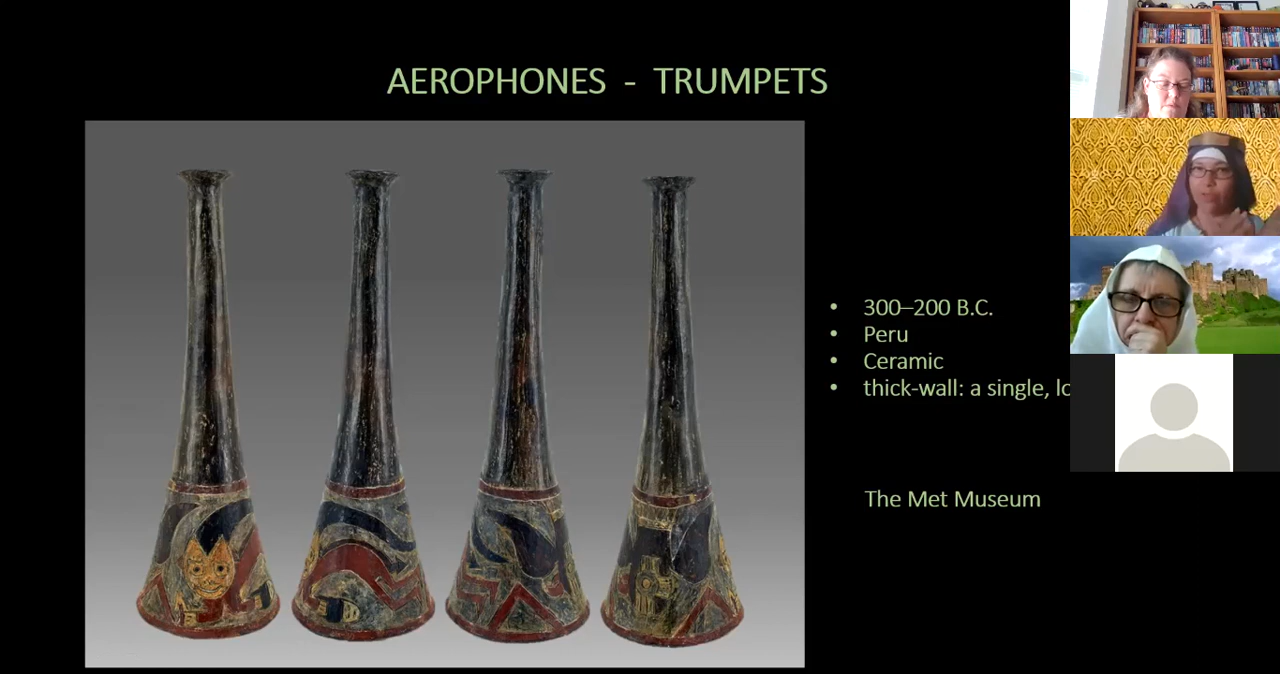 AEROPHONES - TRUMPETS
• 300–200 B.C.
• Peru
• Ceramic
• thick-wall: a single,
The Met Museum